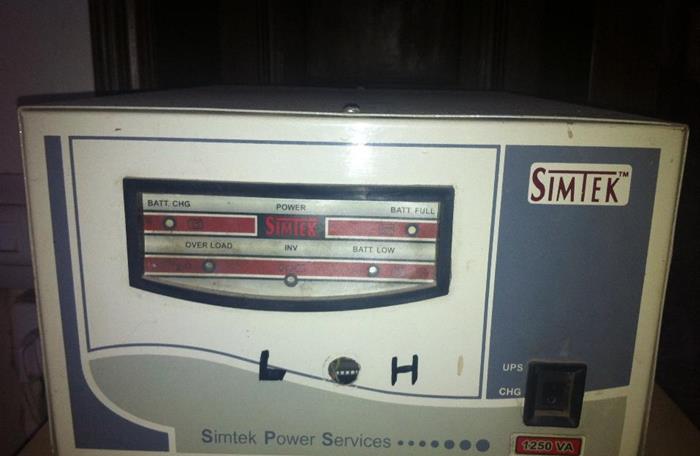 SIMTEK™
BATT. CHG POWER BATT. FULL
SIMTEK
OVER LOAD INV BATT. LOW
L H
UPS
CHG
Simtek Power Services
1250 VA